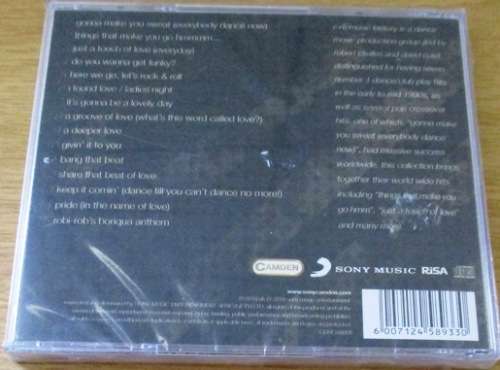 gonna make you sweat (everybody dance now)
things that make you go hmmmm....
just a touch of love (everyday)
do you wanna get funky?
here we go, let's rock & roll
i found love / ladies night
it's gonna be a lovely day
a groove of love (what's this word called love?)
a deeper love
givin' it to you
bang that beat
share that beat of love
keep it comin' (dance till you can't dance no more!)
pride (in the name of love)
robi-rob's boriqua anthem
c+c music factory is a dance
music production group led by
robert clivilles and david cole
distinguished for having seven
number 1 dance/club play hits
in the early to mid 1990s, as
well as several pop crossover
hits, one of which, "gonna make
you sweat (everybody dance
now)", had massive success
worldwide. this collection brings
together their world wide hits
including "things that make you
go hmm", "just a touch of love"
and many more.
CAMDEN
SONY MUSIC
RiSA
6 007124 589330